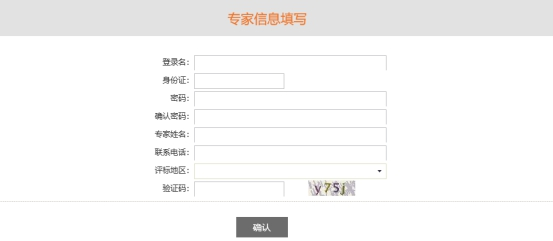 专家信息填写
登录名：
身份证：
密码：
确认密码：
专家姓名：
联系电话：
评标地区：
验证码： y7Sj
确认